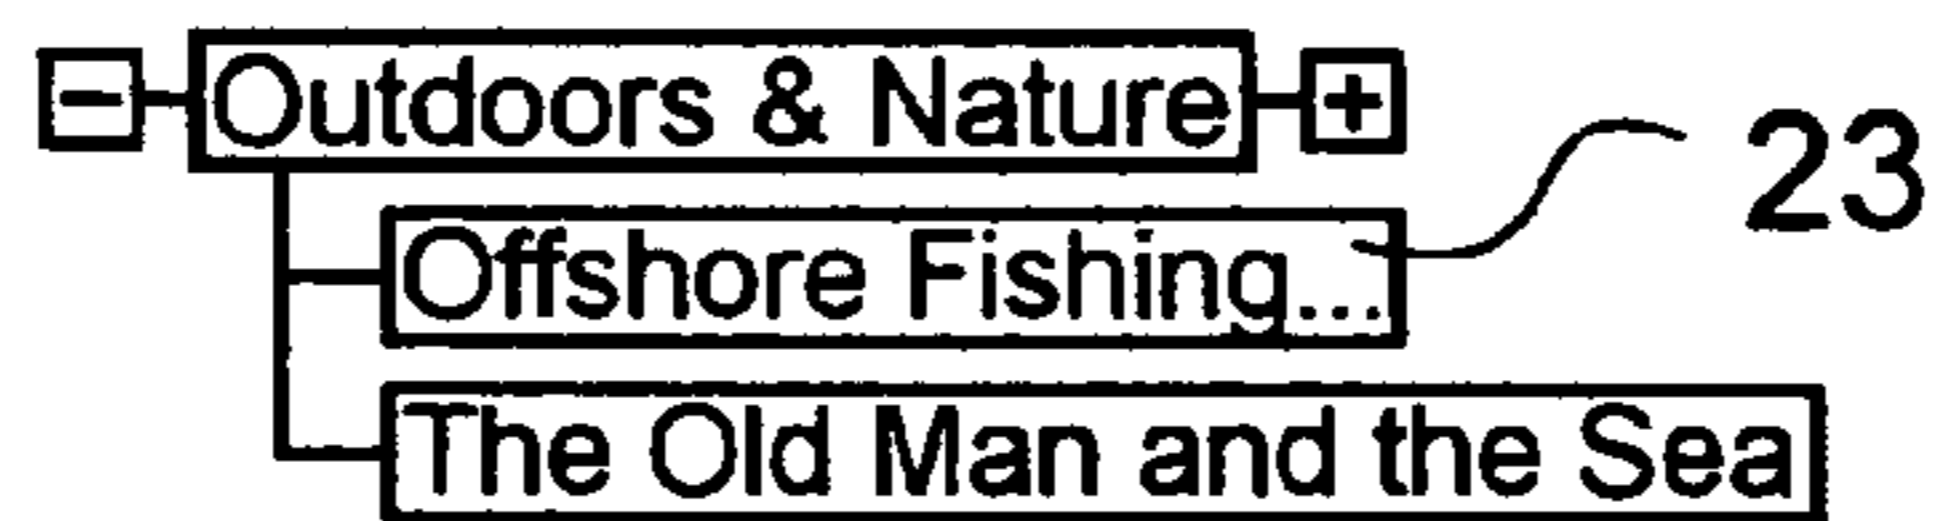 − Outdoors & Nature +
23
Offshore Fishing...
The Old Man and the Sea